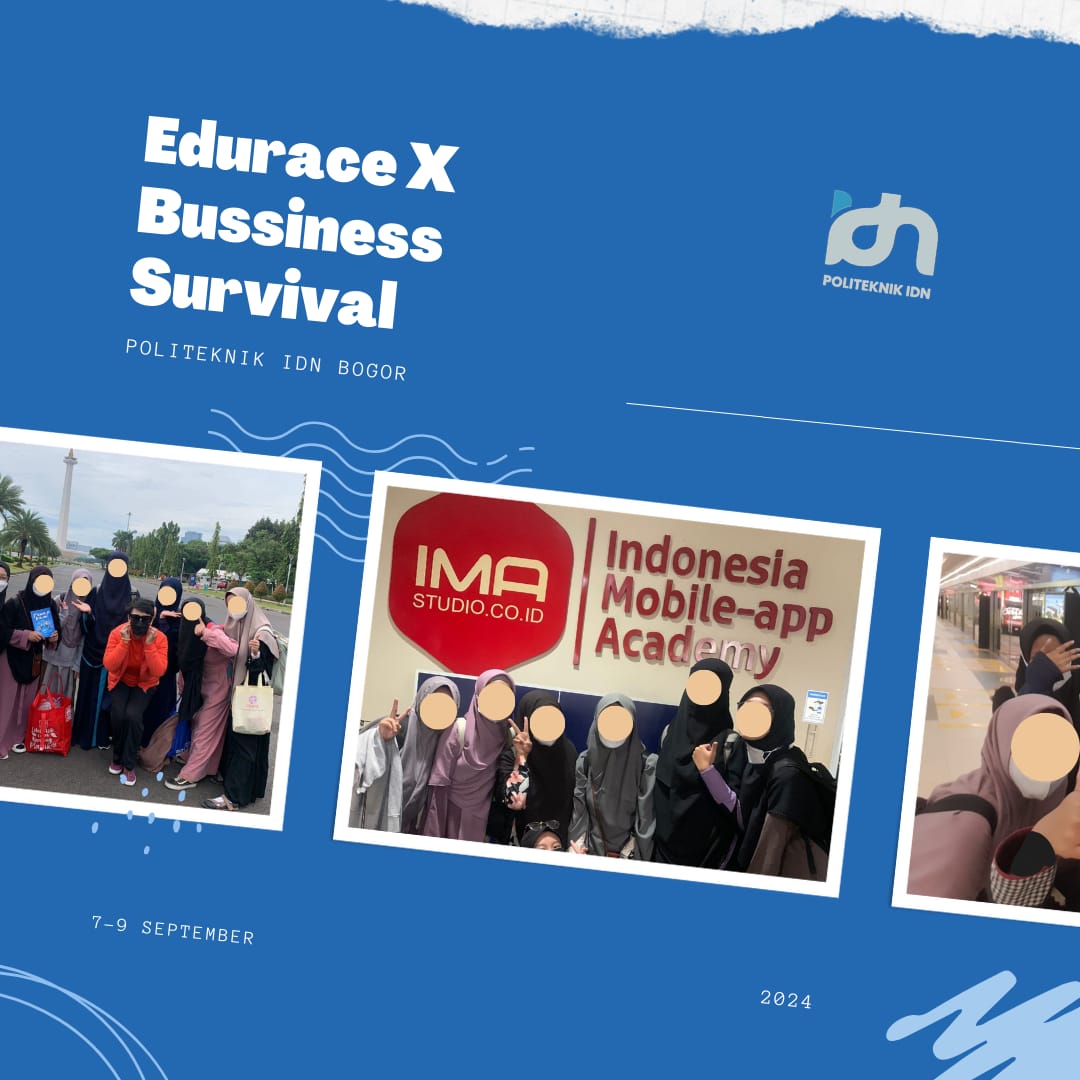 Edurace X
Bussiness
Survival
POLITEKNIK IDN BOGOR
idn
POLITEKNIK IDN
IMA
STUDIO.CO.ID
Indonesia
Mobile-app
Academy
7-9 SEPTEMBER
2024